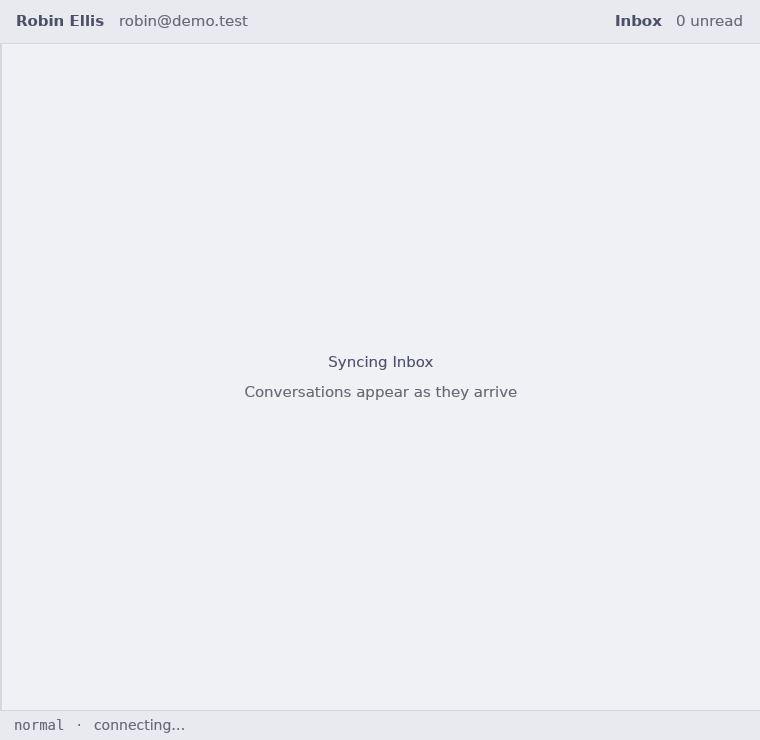 Robin Ellis robin@demo.test Inbox 0 unread
Syncing Inbox
Conversations appear as they arrive
normal · connecting…